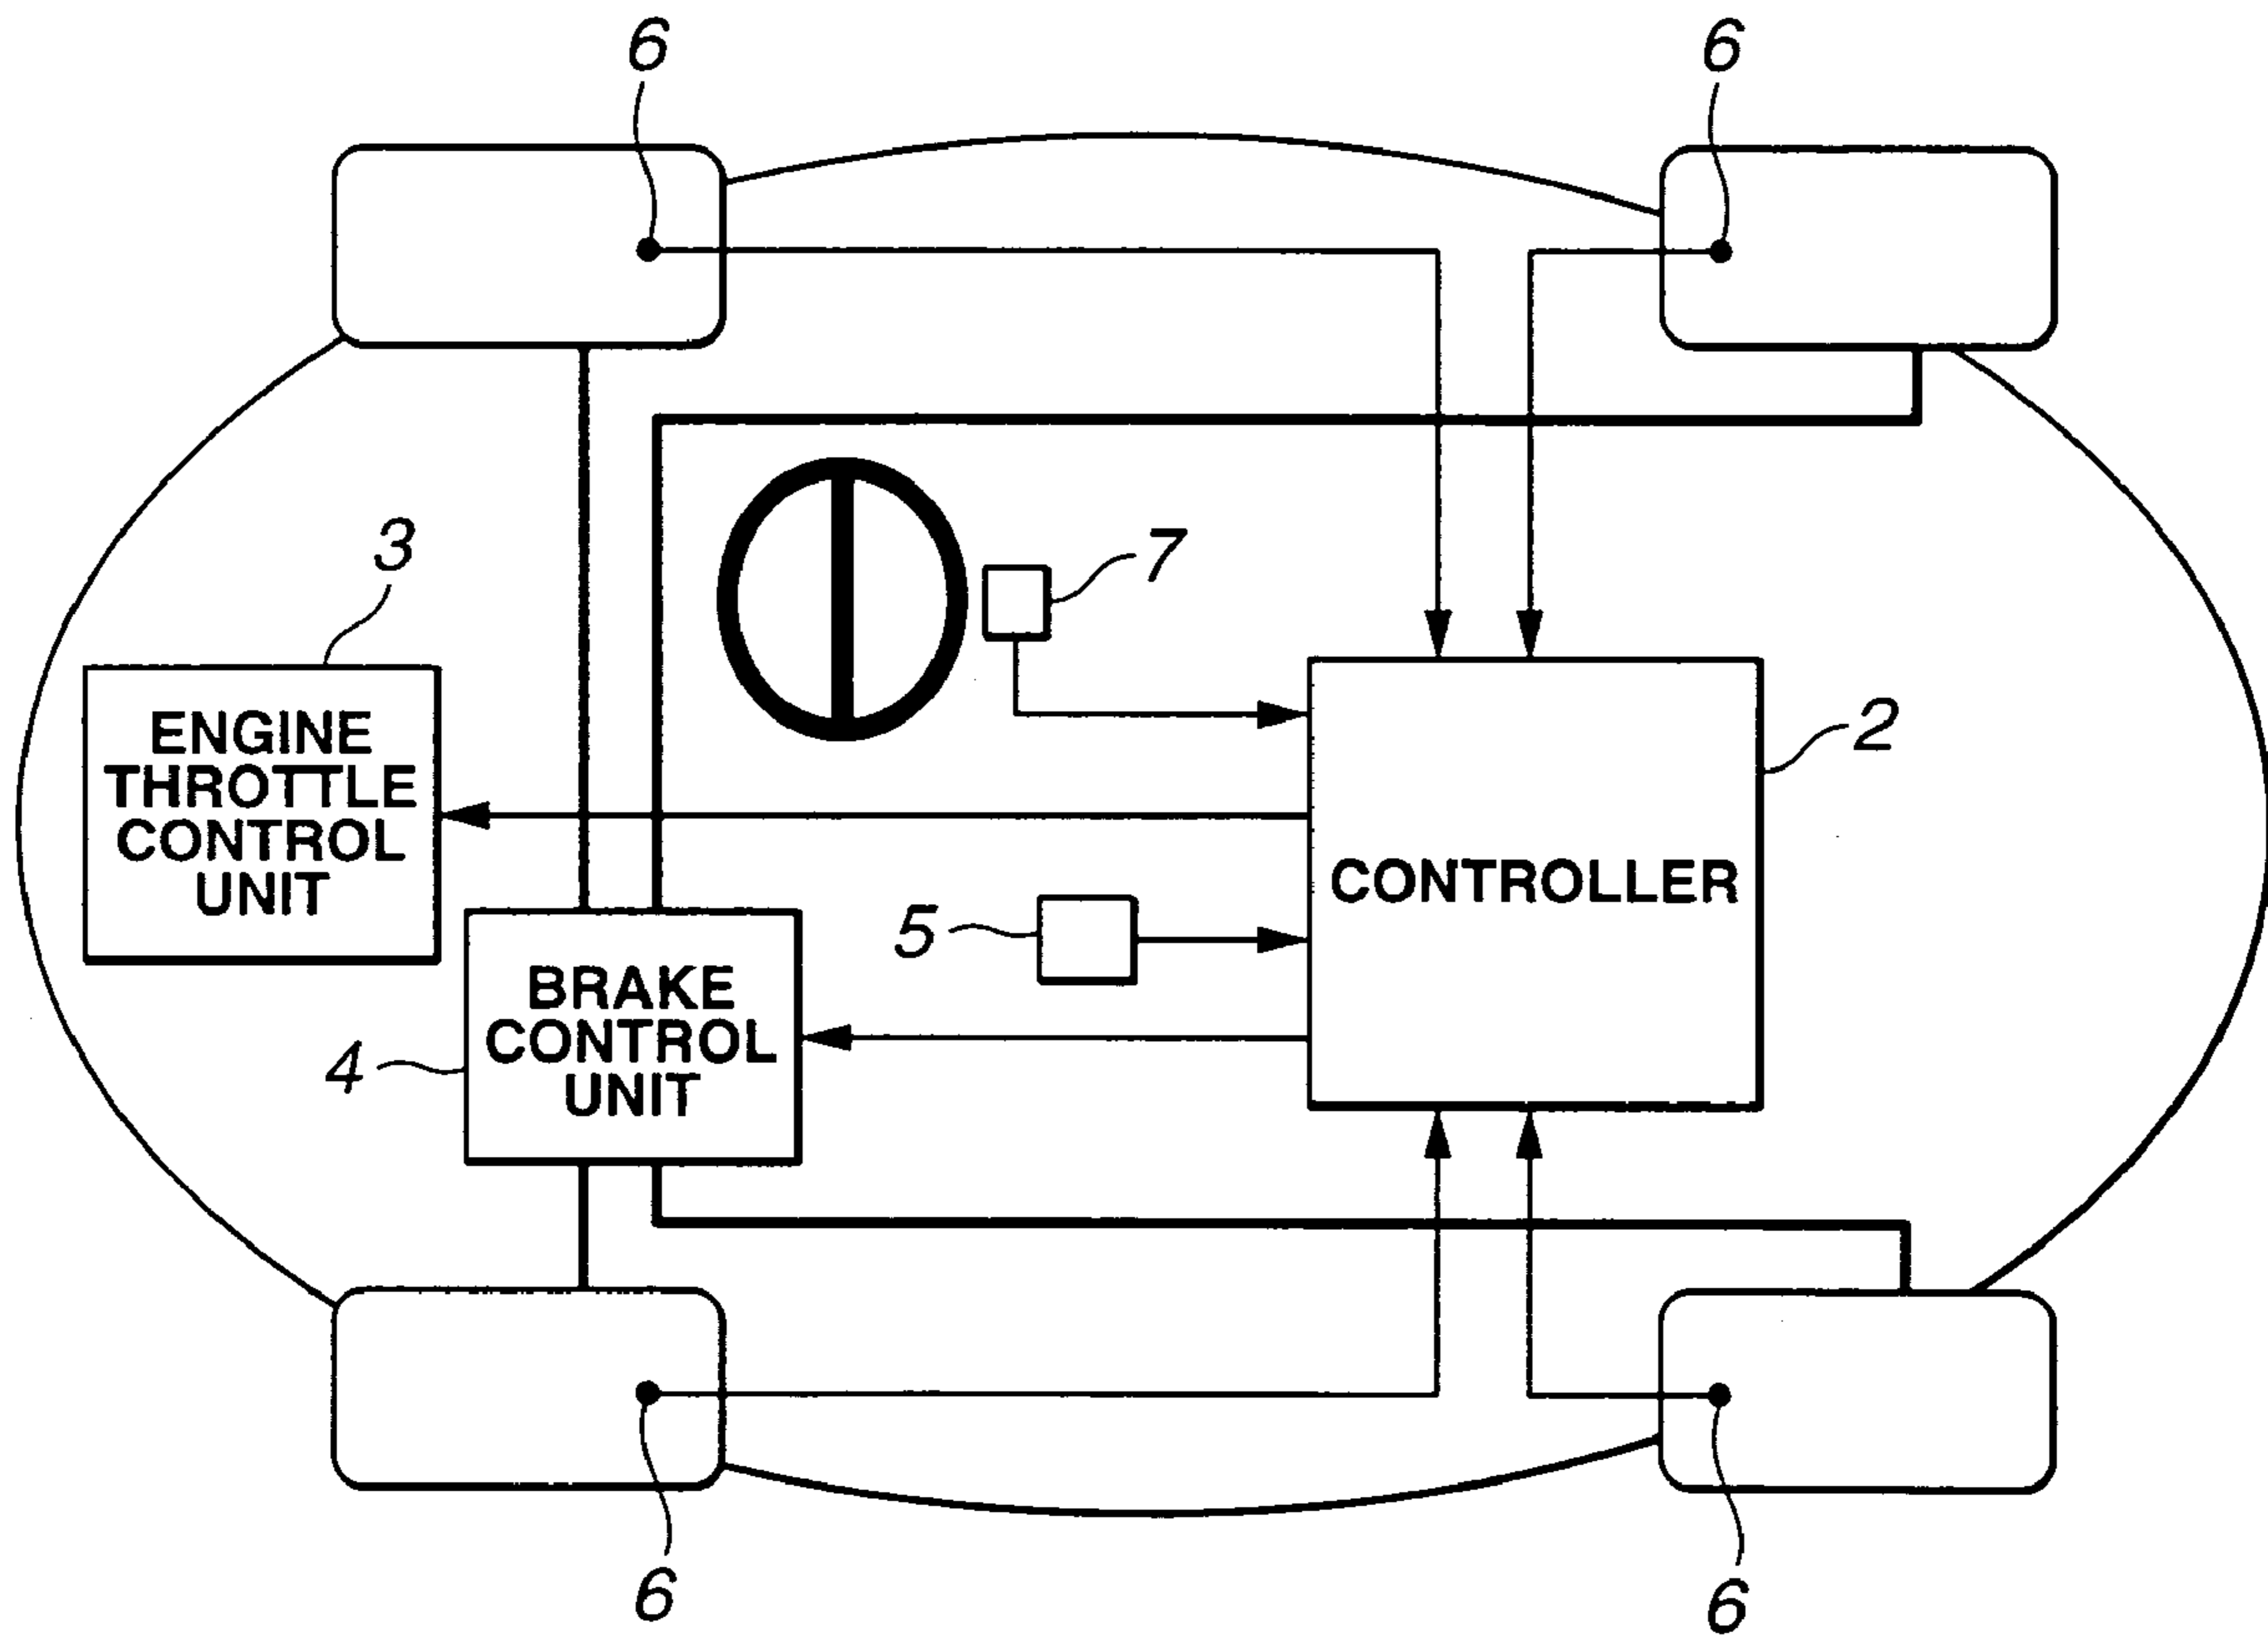 6
6
3
7
ENGINE
THROTTLE
CONTROL
UNIT
2
CONTROLLER
5
BRAKE
CONTROL
UNIT
4
6
6